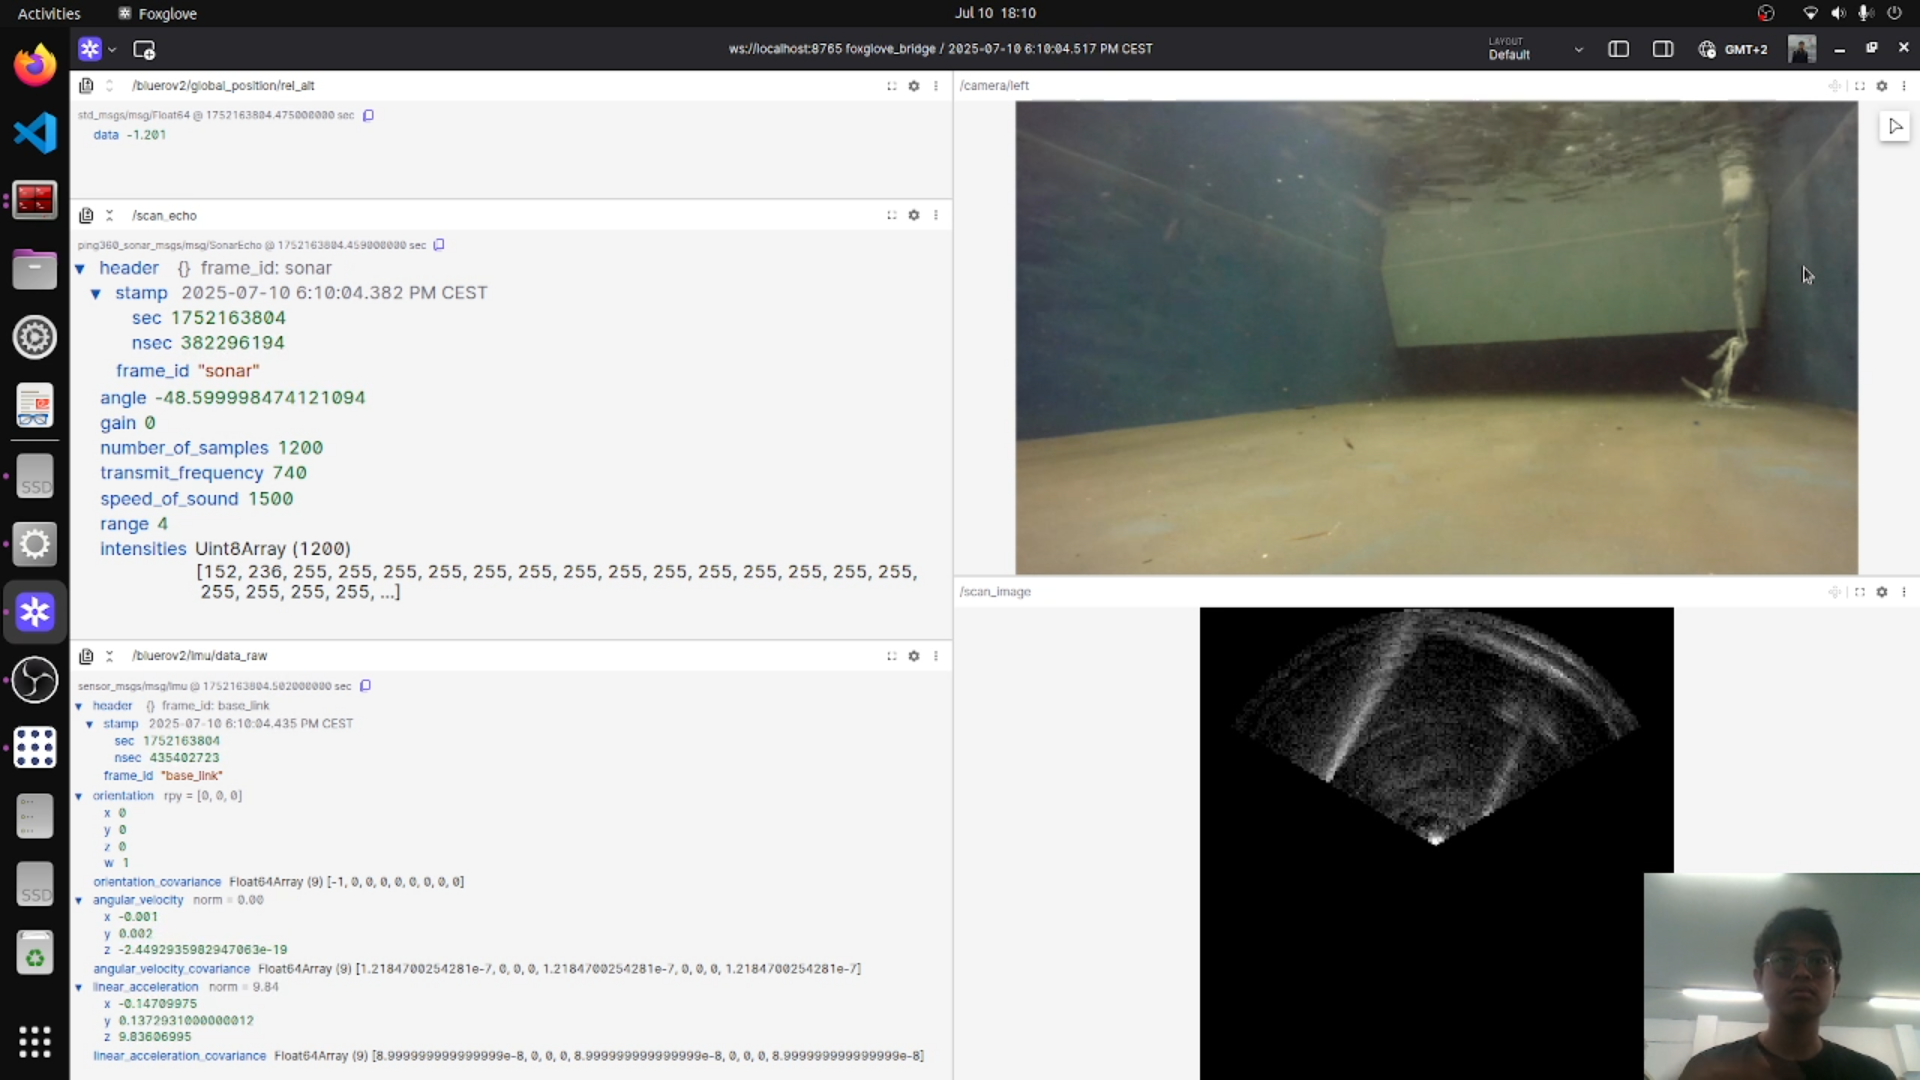 Activities
Foxglove
Jul 10 18:10
ws://localhost:8765 foxglove_bridge / 2025-07-10 6:10:04.517 PM CEST
LAYOUT
Default
GMT+2
/bluerov2/global_position/rel_alt
std_msgs/msg/Float64 @ 1752163804.475000000 sec
data -1.201
/scan_echo
ping360_sonar_msgs/msg/SonarEcho @ 1752163804.459000000 sec
header {} frame_id: sonar
stamp 2025-07-10 6:10:04.382 PM CEST
sec 1752163804
nsec 382296194
frame_id "sonar"
angle -48.599998474121094
gain 0
number_of_samples 1200
transmit_frequency 740
speed_of_sound 1500
range 4
intensities Uint8Array (1200)
[152, 236, 255, 255, 255, 255, 255, 255, 255, 255, 255, 255, 255, 255, 255, 255,
255, 255, 255, 255, ...]
/bluerov2/imu/data_raw
sensor_msgs/msg/Imu @ 1752163804.502000000 sec
header {} frame_id: base_link
stamp 2025-07-10 6:10:04.435 PM CEST
sec 1752163804
nsec 435402723
frame_id "base_link"
orientation rpy = [0, 0, 0]
x 0
y 0
z 0
w 1
orientation_covariance Float64Array (9) [-1, 0, 0, 0, 0, 0, 0, 0, 0]
angular_velocity norm = 0.00
x -0.001
y 0.002
z -2.4492935982947063e-19
angular_velocity_covariance Float64Array (9) [1.2184700254281e-7, 0, 0, 0, 1.2184700254281e-7, 0, 0, 0, 1.2184700254281e-7]
linear_acceleration norm = 9.84
x -0.14709975
y 0.1372931000000012
z 9.83606995
linear_acceleration_covariance Float64Array (9) [8.999999999999999e-8, 0, 0, 0, 8.999999999999999e-8, 0, 0, 0, 8.999999999999999e-8]
/camera/left
/scan_image
SSD
SSD